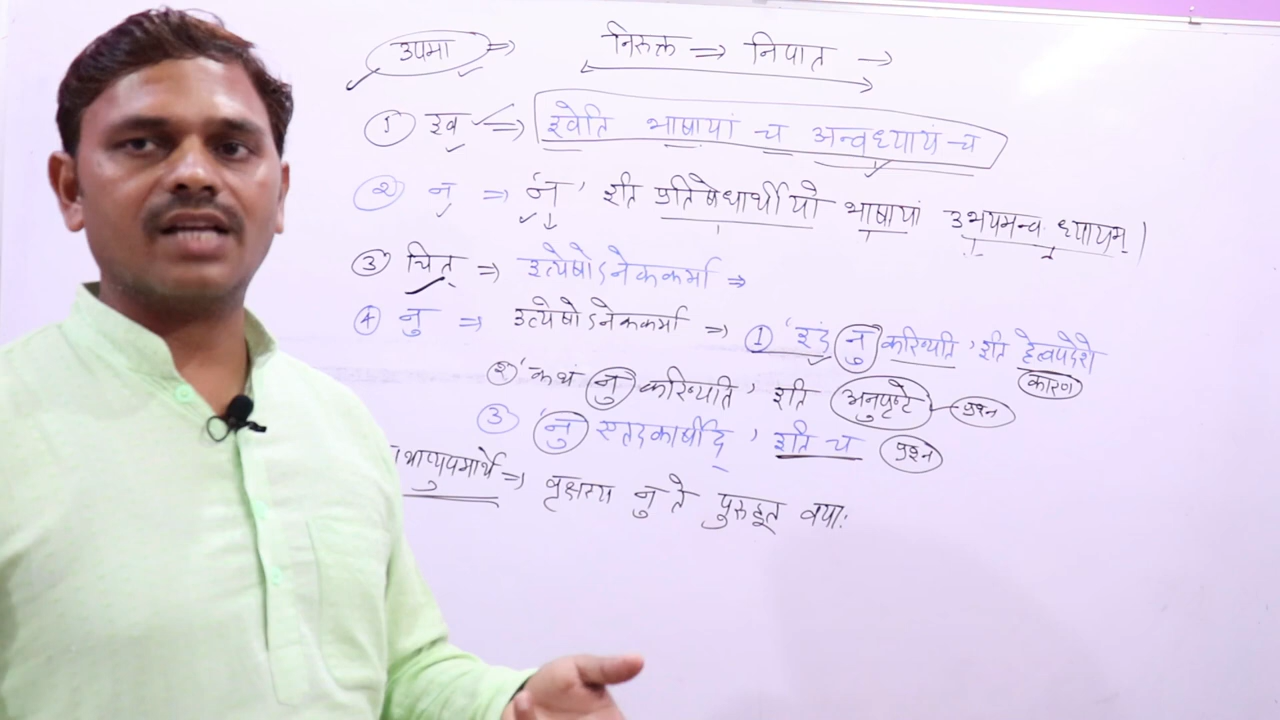 उपमा ⇒ निरुक्त ⇒ निपात →
① इव ⇒ इवेति भाषायां च अन्वध्यायं च
② न ⇒ 'न' इति प्रतिषेधार्थीयो भाषायां उभयमन्वध्यायम्।
③ चित् ⇒ इत्येषोऽनेककर्मा ⇒
④ नु ⇒ इत्येषोऽनेककर्मा ⇒ ① 'इदं नु करिष्यति' इति हेत्वपदेशे
कारण
② 'कथं नु करिष्यति' इति अनुपृष्टे प्रश्न
③ 'नु एतदकार्षीद्' इति च प्रश्न
⇒ वृक्षस्य नु ते पुरुहूत वयाः